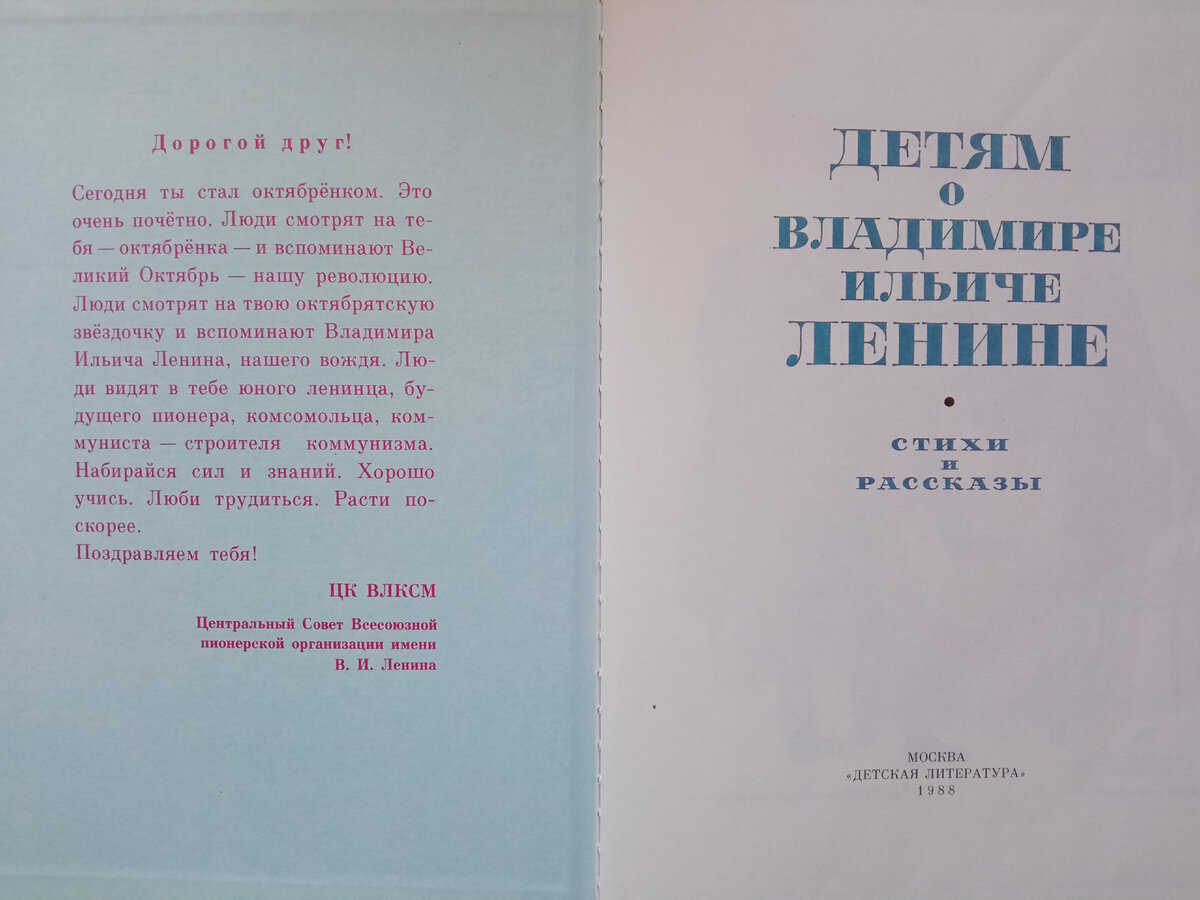 Дорогой друг!
Сегодня ты стал октябрёнком. Это
очень почётно. Люди смотрят на те-
бя — октябрёнка — и вспоминают Ве-
ликий Октябрь — нашу революцию.
Люди смотрят на твою октябрятскую
звёздочку и вспоминают Владимира
Ильича Ленина, нашего вождя. Лю-
ди видят в тебе юного ленинца, бу-
дущего пионера, комсомольца, ком-
муниста — строителя коммунизма.
Набирайся сил и знаний. Хорошо
учись. Люби трудиться. Расти по-
скорее.
Поздравляем тебя!
ЦК ВЛКСМ
Центральный Совет Всесоюзной
пионерской организации имени
В. И. Ленина
ДЕТЯМ
О
ВЛАДИМИРЕ
ИЛЬИЧЕ
ЛЕНИНЕ
•
СТИХИ
И
РАССКАЗЫ
МОСКВА
«ДЕТСКАЯ ЛИТЕРАТУРА»
1988